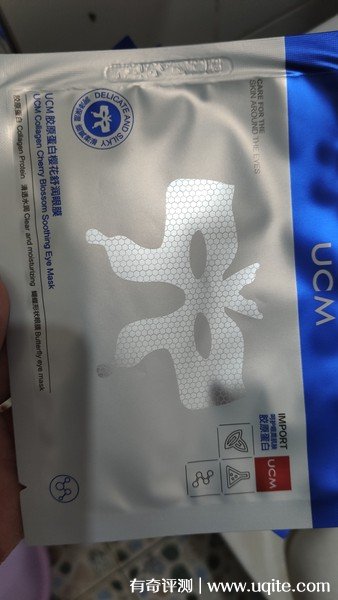 UCM
CARE FOR THE
SKIN AROUND THE EYES
DELICATE AND SILKY
UCM 胶原蛋白樱花舒润眼膜
UCM Collagen Cherry Blossom Soothing Eye Mask
胶原蛋白 Collagen Protein. 清透水润 Clear and moisturizing 蝴蝶形状眼膜 Butterfly eye mask
IMPORT
胶原蛋白
UCM
有奇评测 | www.uqite.com